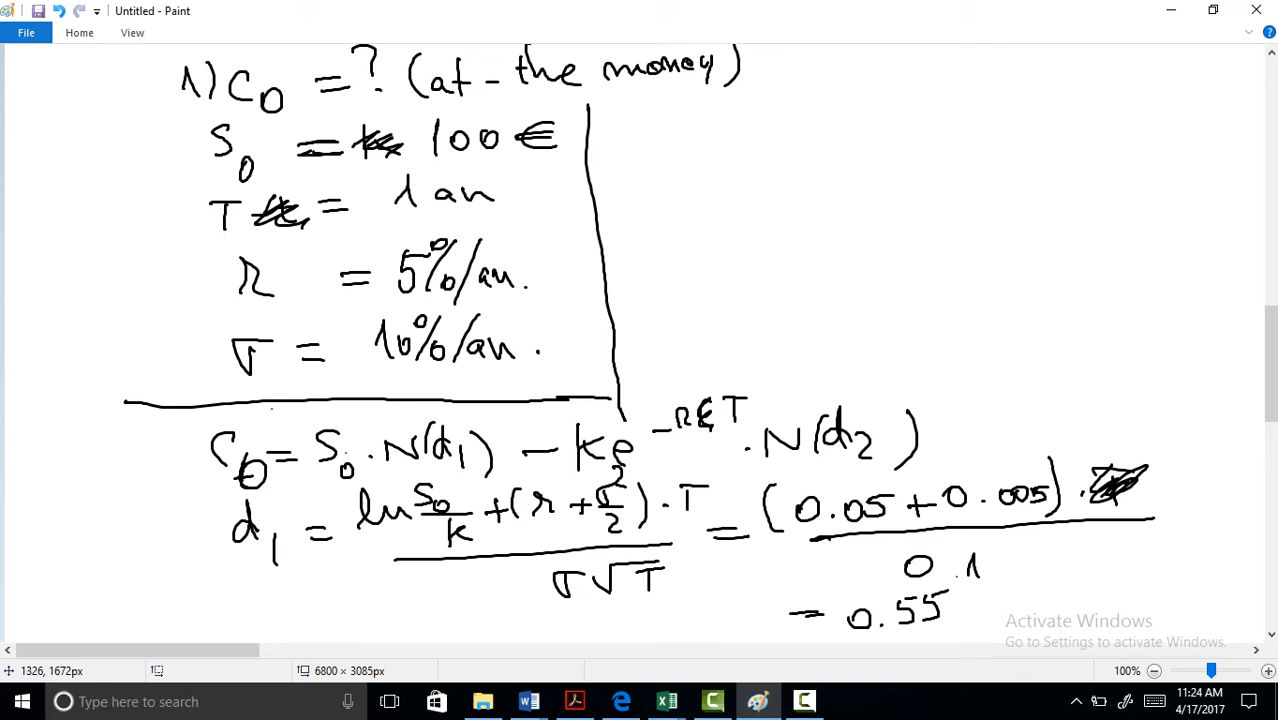 Untitled - Paint
File Home View
1) C0 = ? (at - the money)
S0 = 100 €
T = 1 an
r = 5%/an.
σ = 10%/an.
C0 = S0 . N(d1) - K e^-r T . N(d2)
d1 = ln S0/K + (r + σ²/2) . T / σ√T = (0.05 + 0.005) . / 0.1
= 0.55
Activate Windows
Go to Settings to activate Windows.
1326, 1672px 6800 × 3085px 100%
Type here to search 11:24 AM
4/17/2017